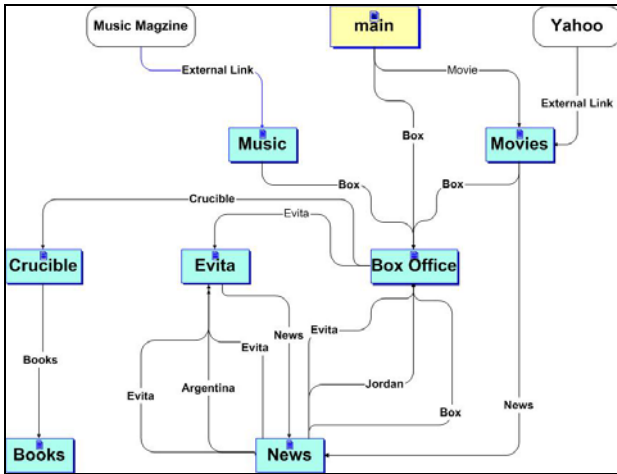 Music Magzine
main
Yahoo
External Link
Movie
External Link
Box
Music
Movies
Box
Box
Crucible
Evita
Crucible
Evita
Box Office
News
Evita
Books
Evita
Argentina
Evita
Jordan
Box
News
Books
News